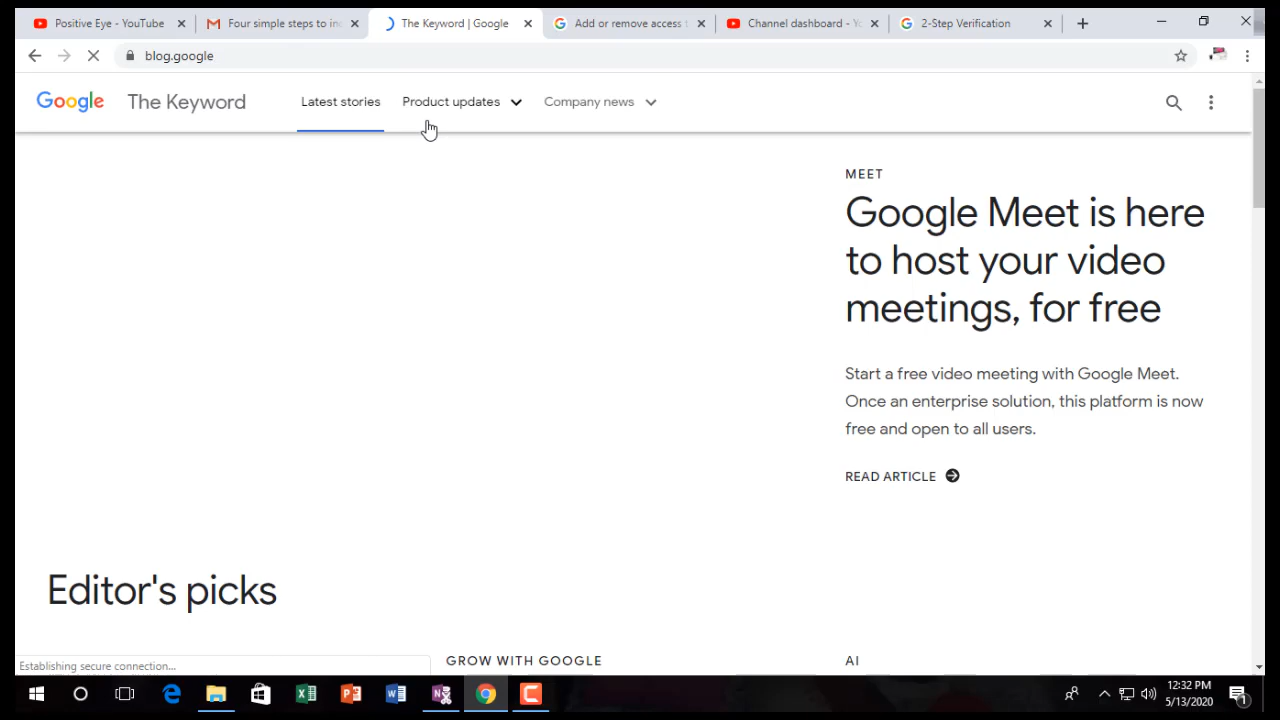 Positive Eye - YouTube
Four simple steps to in
The Keyword | Google
Add or remove access t
Channel dashboard - Yo
2-Step Verification
blog.google
Google The Keyword
Latest stories
Product updates
Company news
MEET
Google Meet is here
to host your video
meetings, for free
Start a free video meeting with Google Meet.
Once an enterprise solution, this platform is now
free and open to all users.
READ ARTICLE
Editor's picks
Establishing secure connection...
GROW WITH GOOGLE
AI
12:32 PM
5/13/2020
1